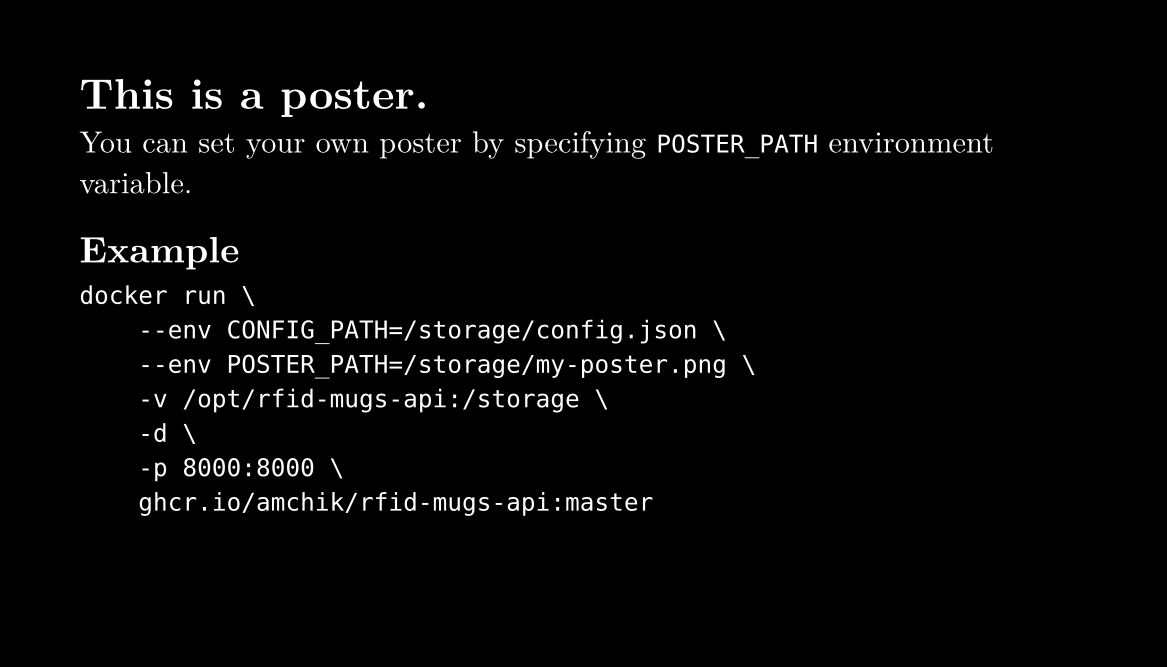 This is a poster.
You can set your own poster by specifying POSTER_PATH environment
variable.
Example
docker run \
    --env CONFIG_PATH=/storage/config.json \
    --env POSTER_PATH=/storage/my-poster.png \
    -v /opt/rfid-mugs-api:/storage \
    -d \
    -p 8000:8000 \
    ghcr.io/amchik/rfid-mugs-api:master